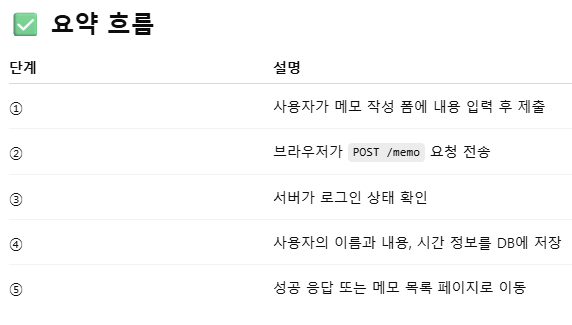 ✅ 요약 흐름
단계 설명
① 사용자가 메모 작성 폼에 내용 입력 후 제출
② 브라우저가 POST /memo 요청 전송
③ 서버가 로그인 상태 확인
④ 사용자의 이름과 내용, 시간 정보를 DB에 저장
⑤ 성공 응답 또는 메모 목록 페이지로 이동